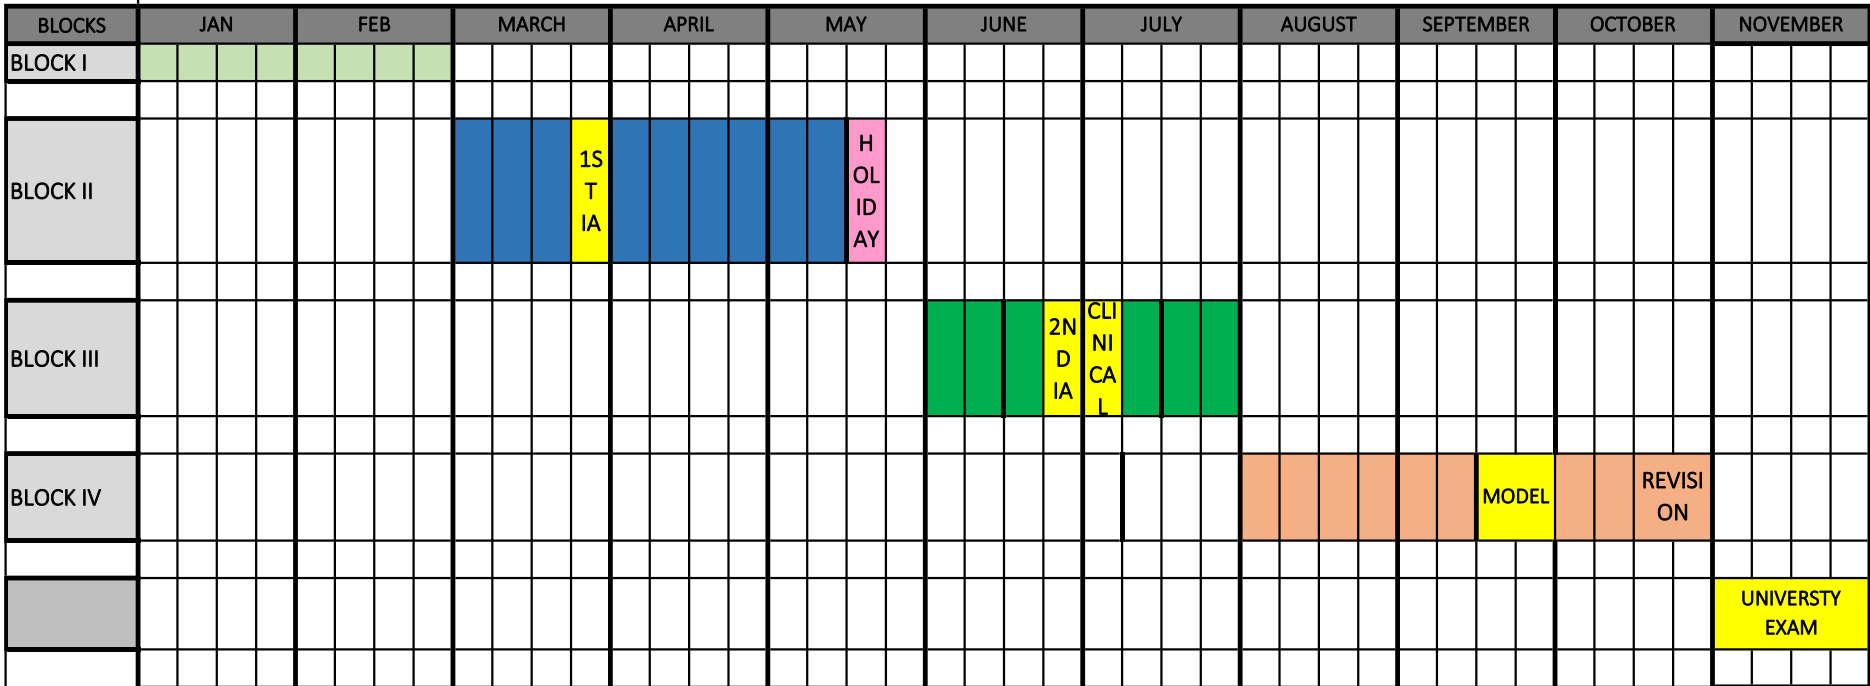 BLOCKS JAN FEB MARCH APRIL MAY JUNE JULY AUGUST SEPTEMBER OCTOBER NOVEMBER
BLOCK I
BLOCK II
1S
T
IA
H
OL
ID
AY
BLOCK III
2N
D
IA
CLI
NI
CA
L
BLOCK IV
MODEL
REVISI
ON
UNIVERSTY
EXAM